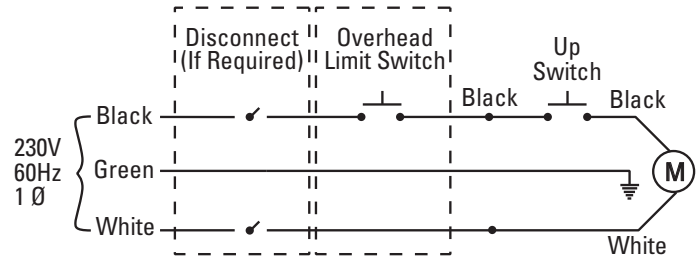 Disconnect
(If Required)
Overhead
Limit Switch
Up
Switch
Black
Black
Black
230V
60Hz
1 Ø
Green
M
White
White